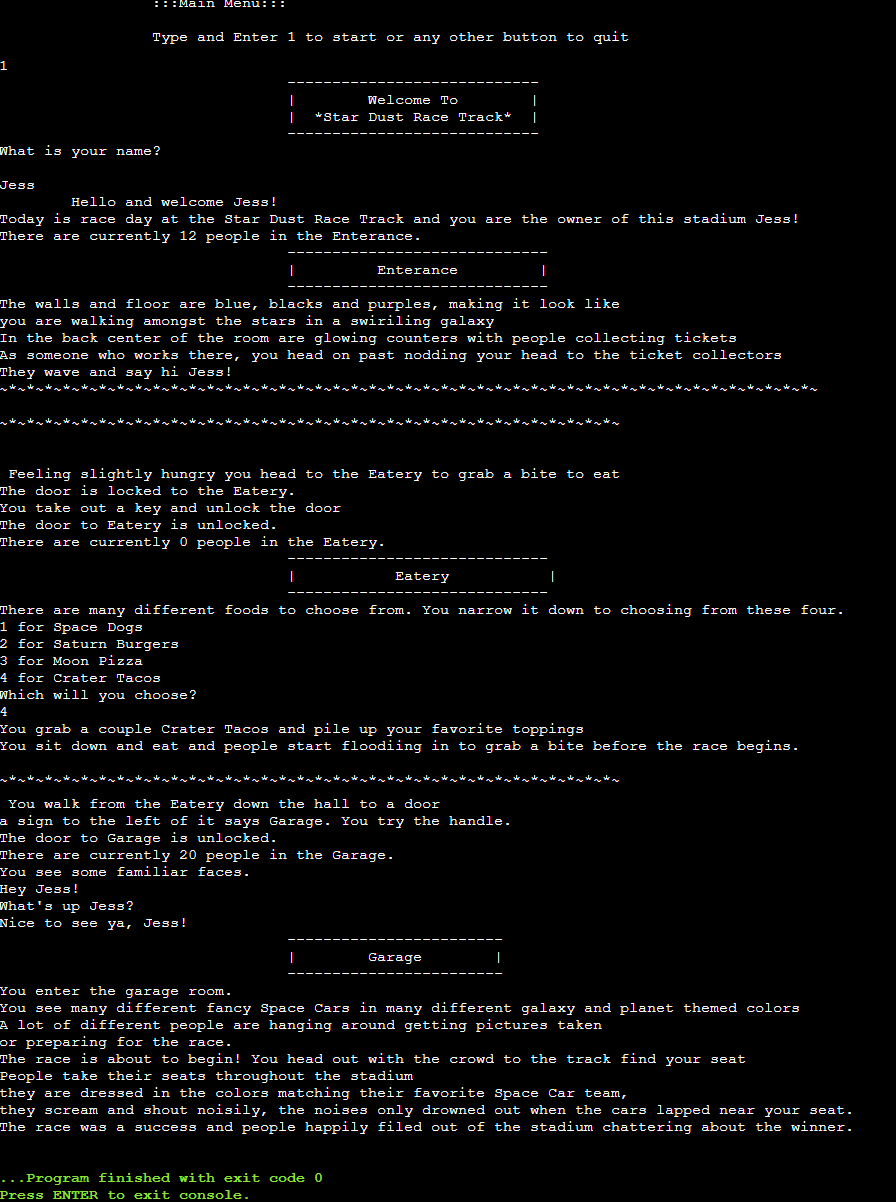 :::Main Menu:::
Type and Enter 1 to start or any other button to quit
1
----------------------------
| Welcome To |
| *Star Dust Race Track* |
----------------------------
What is your name?
Jess
Hello and welcome Jess!
Today is race day at the Star Dust Race Track and you are the owner of this stadium Jess!
There are currently 12 people in the Enterance.
-----------------------------
| Enterance |
-----------------------------
The walls and floor are blue, blacks and purples, making it look like
you are walking amongst the stars in a swiriling galaxy
In the back center of the room are glowing counters with people collecting tickets
As someone who works there, you head on past nodding your head to the ticket collectors
They wave and say hi Jess!
~*~*~*~*~*~*~*~*~*~*~*~*~*~*~*~*~*~*~*~*~*~*~*~*~*~*~*~*~*~*~*~*~*~*~*~*~*~*~*~*~*~*~*~*~*~
~*~*~*~*~*~*~*~*~*~*~*~*~*~*~*~*~*~*~*~*~*~*~*~*~*~*~*~*~*~*~*~*~*~*~
Feeling slightly hungry you head to the Eatery to grab a bite to eat
The door is locked to the Eatery.
You take out a key and unlock the door
The door to Eatery is unlocked.
There are currently 0 people in the Eatery.
-----------------------------
| Eatery |
-----------------------------
There are many different foods to choose from. You narrow it down to choosing from these four.
1 for Space Dogs
2 for Saturn Burgers
3 for Moon Pizza
4 for Crater Tacos
Which will you choose?
4
You grab a couple Crater Tacos and pile up your favorite toppings
You sit down and eat and people start floodiing in to grab a bite before the race begins.
~*~*~*~*~*~*~*~*~*~*~*~*~*~*~*~*~*~*~*~*~*~*~*~*~*~*~*~*~*~*~*~*~*~*~
You walk from the Eatery down the hall to a door
a sign to the left of it says Garage. You try the handle.
The door to Garage is unlocked.
There are currently 20 people in the Garage.
You see some familiar faces.
Hey Jess!
What's up Jess?
Nice to see ya, Jess!
------------------------
| Garage |
------------------------
You enter the garage room.
You see many different fancy Space Cars in many different galaxy and planet themed colors
A lot of different people are hanging around getting pictures taken
or preparing for the race.
The race is about to begin! You head out with the crowd to the track find your seat
People take their seats throughout the stadium
they are dressed in the colors matching their favorite Space Car team,
they scream and shout noisily, the noises only drowned out when the cars lapped near your seat.
The race was a success and people happily filed out of the stadium chattering about the winner.
...Program finished with exit code 0
Press ENTER to exit console.